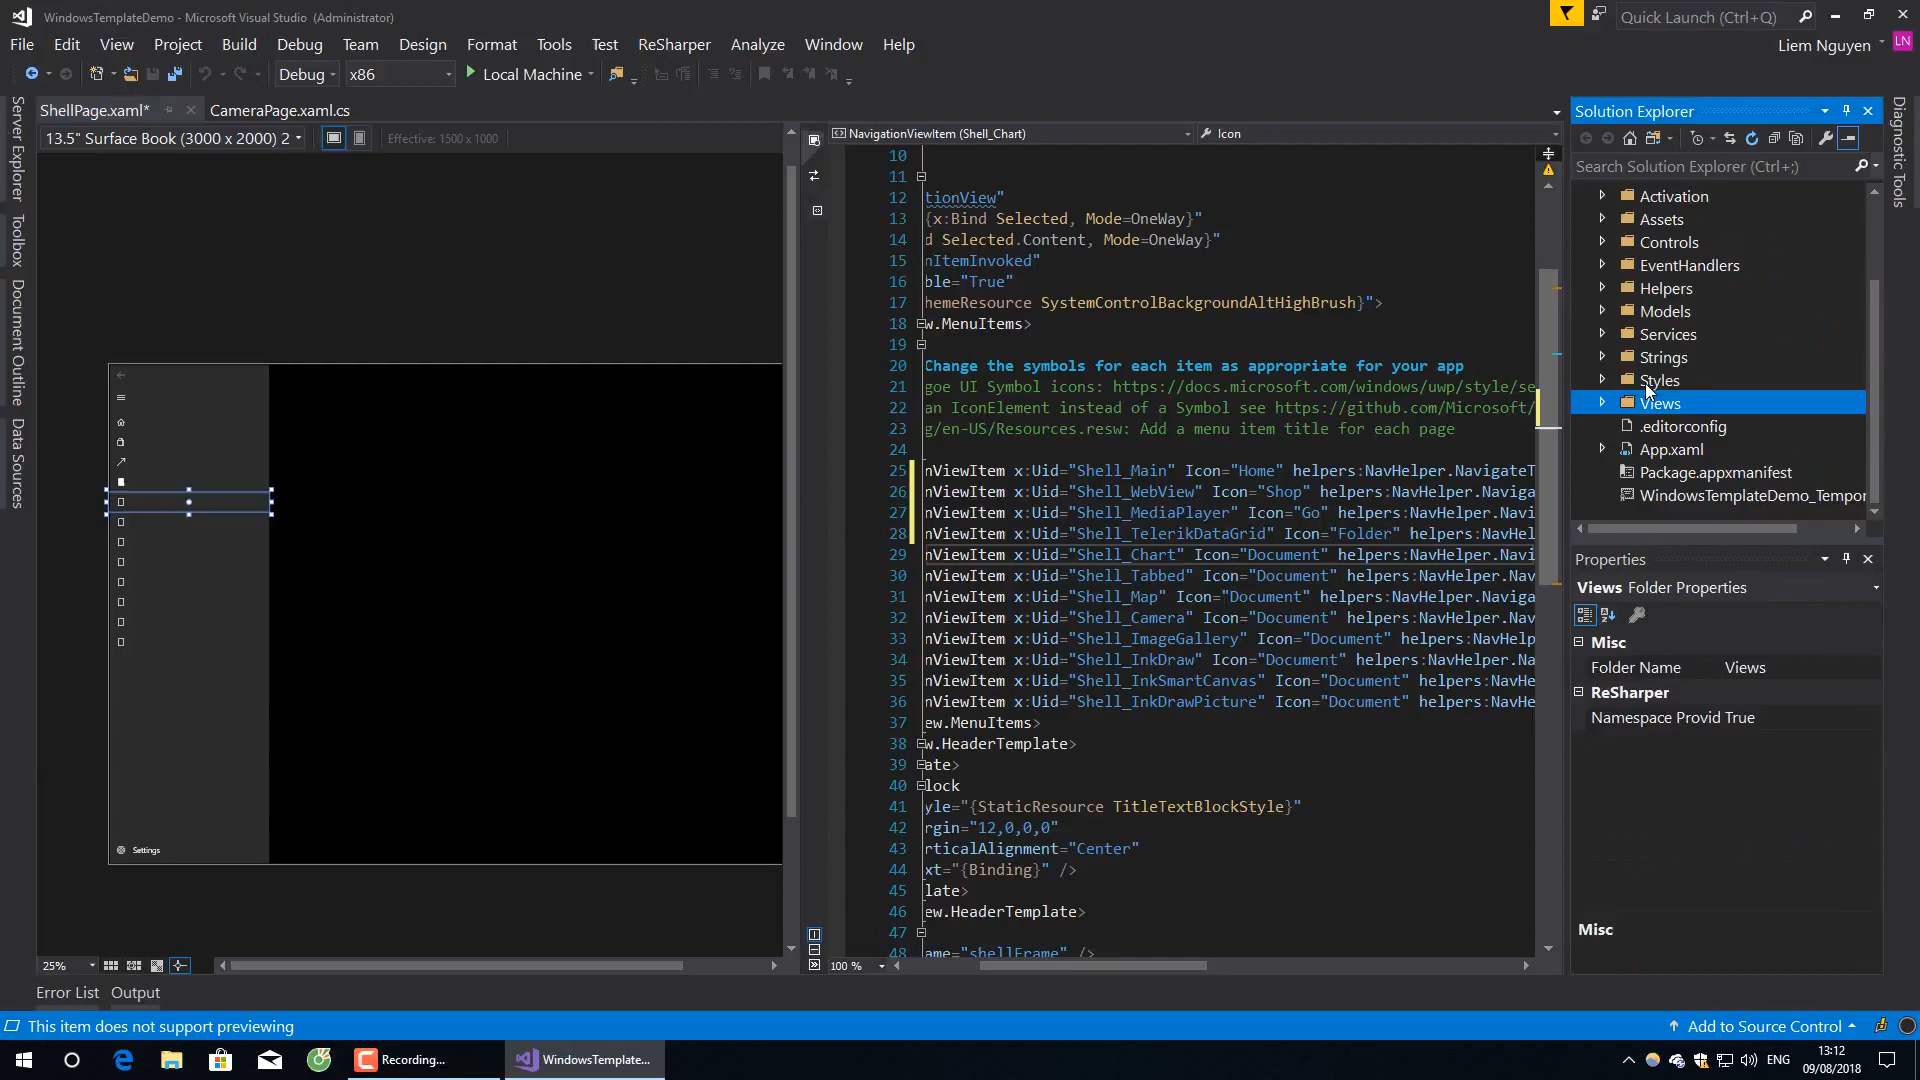 WindowsTemplateDemo - Microsoft Visual Studio (Administrator)
Quick Launch (Ctrl+Q)
File Edit View Project Build Debug Team Design Format Tools Test ReSharper Analyze Window Help
Liem Nguyen LN
Debug x86 Local Machine
ShellPage.xaml* CameraPage.xaml.cs
13.5" Surface Book (3000 x 2000) 2 Effective: 1500 x 1000
NavigationViewItem (Shell_Chart) Icon
Server Explorer
Toolbox
Document Outline
Data Sources
Settings
25%
10
11
12 tionView"
13 {x:Bind Selected, Mode=OneWay}"
14 d Selected.Content, Mode=OneWay}"
15 nItemInvoked"
16 ble="True"
17 hemeResource SystemControlBackgroundAltHighBrush}">
18 w.MenuItems>
19
20 Change the symbols for each item as appropriate for your app
21 goe UI Symbol icons: https://docs.microsoft.com/windows/uwp/style/se
22 an IconElement instead of a Symbol see https://github.com/Microsoft/
23 g/en-US/Resources.resw: Add a menu item title for each page
24
25 nViewItem x:Uid="Shell_Main" Icon="Home" helpers:NavHelper.NavigateT
26 nViewItem x:Uid="Shell_WebView" Icon="Shop" helpers:NavHelper.Naviga
27 nViewItem x:Uid="Shell_MediaPlayer" Icon="Go" helpers:NavHelper.Navi
28 nViewItem x:Uid="Shell_TelerikDataGrid" Icon="Folder" helpers:NavHel
29 nViewItem x:Uid="Shell_Chart" Icon="Document" helpers:NavHelper.Navi
30 nViewItem x:Uid="Shell_Tabbed" Icon="Document" helpers:NavHelper.Nav
31 nViewItem x:Uid="Shell_Map" Icon="Document" helpers:NavHelper.Naviga
32 nViewItem x:Uid="Shell_Camera" Icon="Document" helpers:NavHelper.Nav
33 nViewItem x:Uid="Shell_ImageGallery" Icon="Document" helpers:NavHelp
34 nViewItem x:Uid="Shell_InkDraw" Icon="Document" helpers:NavHelper.Na
35 nViewItem x:Uid="Shell_InkSmartCanvas" Icon="Document" helpers:NavHe
36 nViewItem x:Uid="Shell_InkDrawPicture" Icon="Document" helpers:NavHe
37 ew.MenuItems>
38 w.HeaderTemplate>
39 ate>
40 lock
41 yle="{StaticResource TitleTextBlockStyle}"
42 rgin="12,0,0,0"
43 rticalAlignment="Center"
44 xt="{Binding}" />
45 late>
46 ew.HeaderTemplate>
47
48 ame="shellFrame" />
100 %
Solution Explorer
Search Solution Explorer (Ctrl+;)
Activation
Assets
Controls
EventHandlers
Helpers
Models
Services
Strings
Styles
Views
.editorconfig
App.xaml
Package.appxmanifest
WindowsTemplateDemo_Tempor
Properties
Views Folder Properties
Misc
Folder Name Views
ReSharper
Namespace Provid True
Misc
Diagnostic Tools
Error List Output
This item does not support previewing Add to Source Control
Recording... WindowsTemplate...
ENG 13:12
09/08/2018